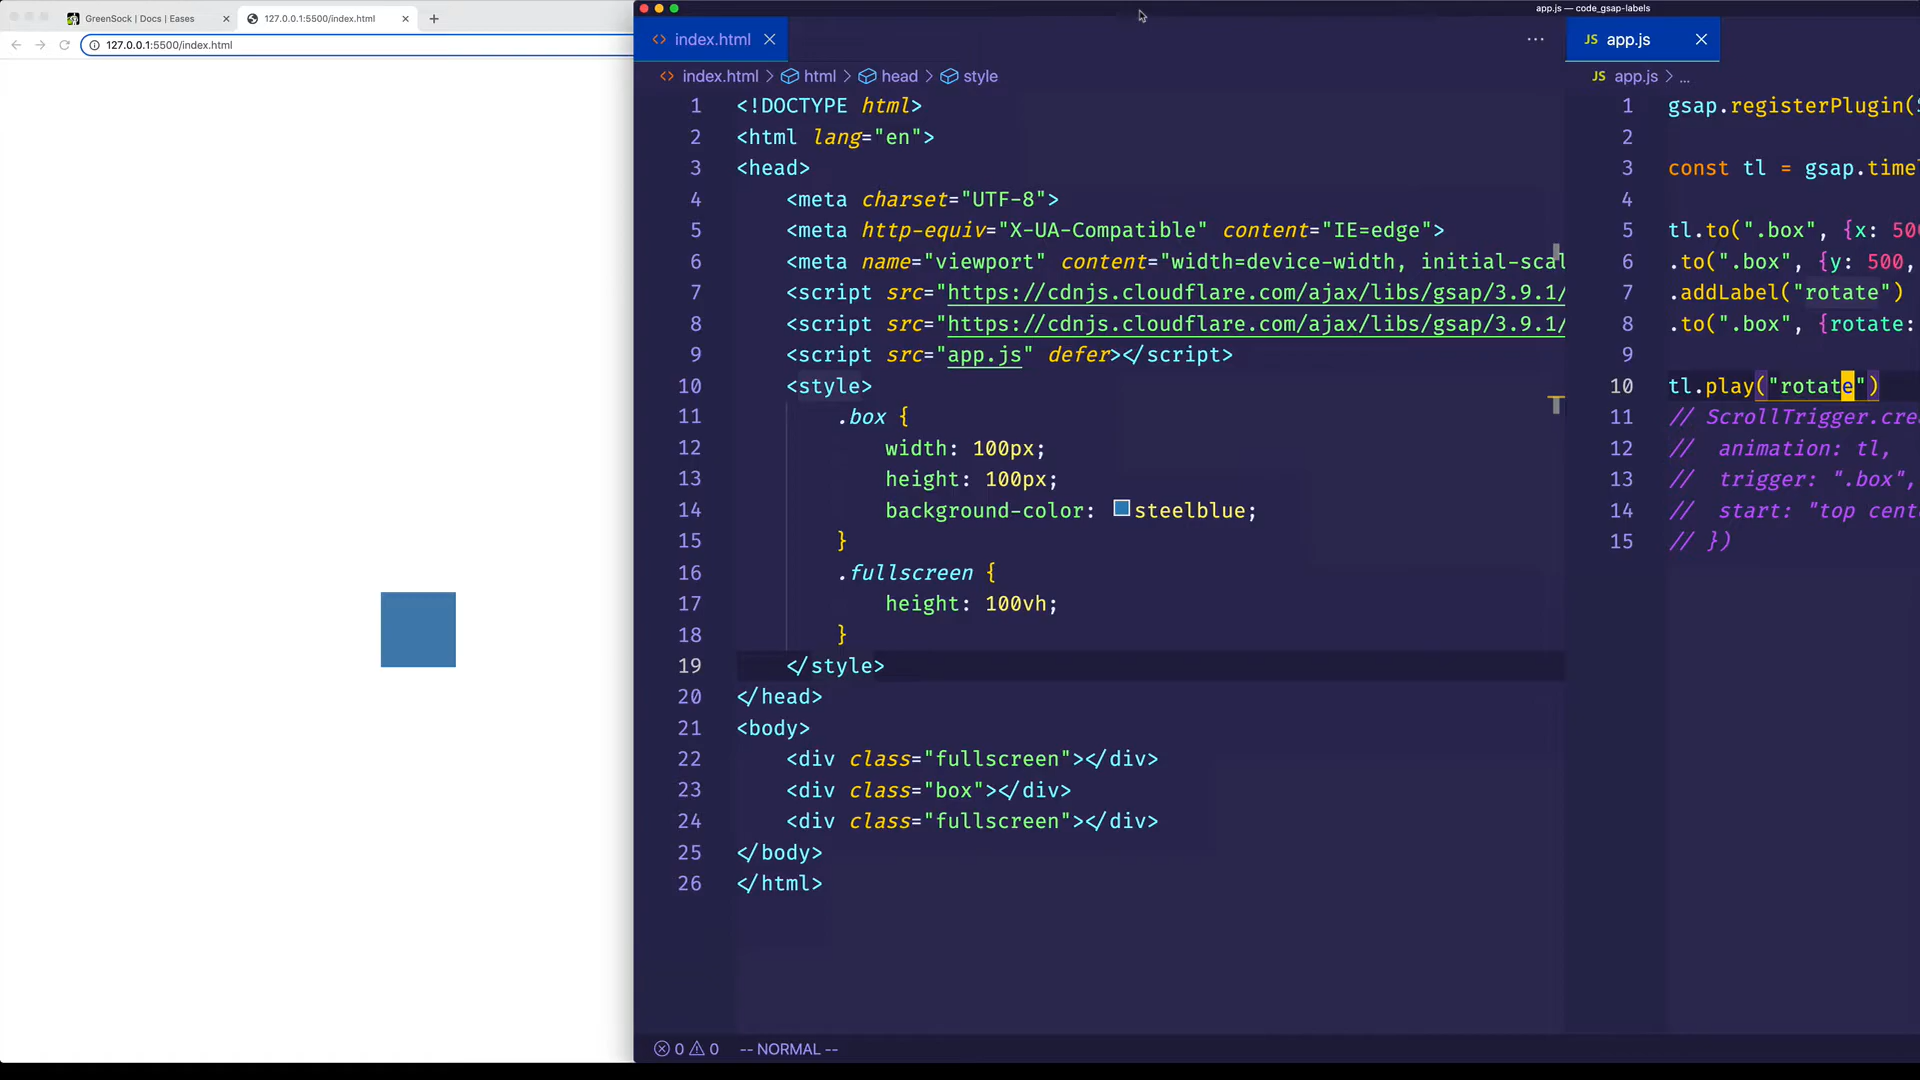 GreenSock | Docs | Eases
127.0.0.1:5500/index.html
127.0.0.1:5500/index.html
app.js — code_gsap-labels
index.html
index.html > html > head > style
1 <!DOCTYPE html>
2 <html lang="en">
3 <head>
4 <meta charset="UTF-8">
5 <meta http-equiv="X-UA-Compatible" content="IE=edge">
6 <meta name="viewport" content="width=device-width, initial-scal
7 <script src="https://cdnjs.cloudflare.com/ajax/libs/gsap/3.9.1/
8 <script src="https://cdnjs.cloudflare.com/ajax/libs/gsap/3.9.1/
9 <script src="app.js" defer></script>
10 <style>
11 .box {
12 width: 100px;
13 height: 100px;
14 background-color: steelblue;
15 }
16 .fullscreen {
17 height: 100vh;
18 }
19 </style>
20 </head>
21 <body>
22 <div class="fullscreen"></div>
23 <div class="box"></div>
24 <div class="fullscreen"></div>
25 </body>
26 </html>
0 0 -- NORMAL --
JS app.js
JS app.js > ...
1 gsap.registerPlugin(
2
3 const tl = gsap.time
4
5 tl.to(".box", {x: 50
6 .to(".box", {y: 500,
7 .addLabel("rotate")
8 .to(".box", {rotate:
9
10 tl.play("rotate")
11 // ScrollTrigger.cre
12 // animation: tl,
13 // trigger: ".box",
14 // start: "top cent
15 // })